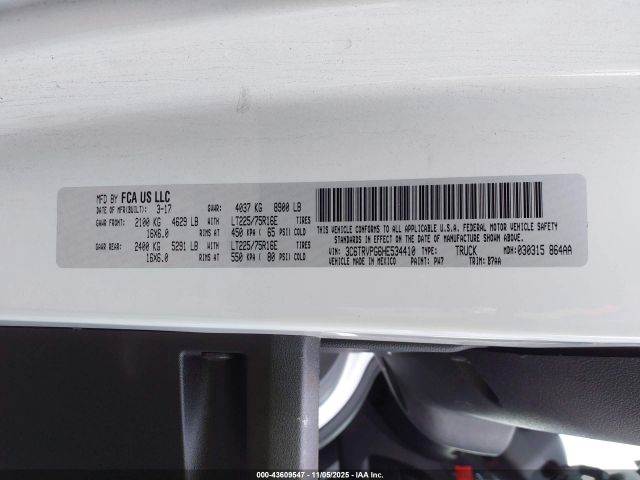 MFD BY FCA US LLC
DATE OF MFR(BUILT): 3-17 GVWR: 4037 KG 8900 LB
GAWR FRONT: 2100 KG 4629 LB WITH LT225/75R16E TIRES
16X6.0 RIMS AT 450 KPA ( 65 PSI) COLD
GAWR REAR: 2400 KG 5291 LB WITH LT225/75R16E TIRES
16X6.0 RIMS AT 550 KPA ( 80 PSI) COLD
THIS VEHICLE CONFORMS TO ALL APPLICABLE U.S.A. FEDERAL MOTOR VEHICLE SAFETY
STANDARDS IN EFFECT ON THE DATE OF MANUFACTURE SHOWN ABOVE.
VIN: 3C6TRVPG6HE534410 TYPE: TRUCK MDH: 030315 864AA
VEHICLE MADE IN MEXICO PAINT: PW7 TRIM: B7AA
000-43609547 - 11/05/2025 - IAA Inc.